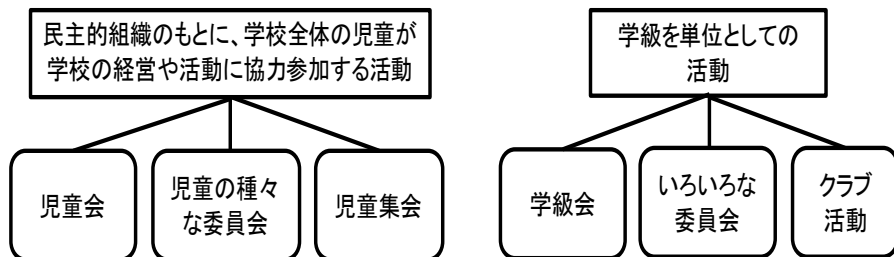 民主的組織のもとに、学校全体の児童が
学校の経営や活動に協力参加する活動
児童会
児童の種々
な委員会
児童集会
学級を単位としての
活動
学級会
いろいろな
委員会
クラブ
活動